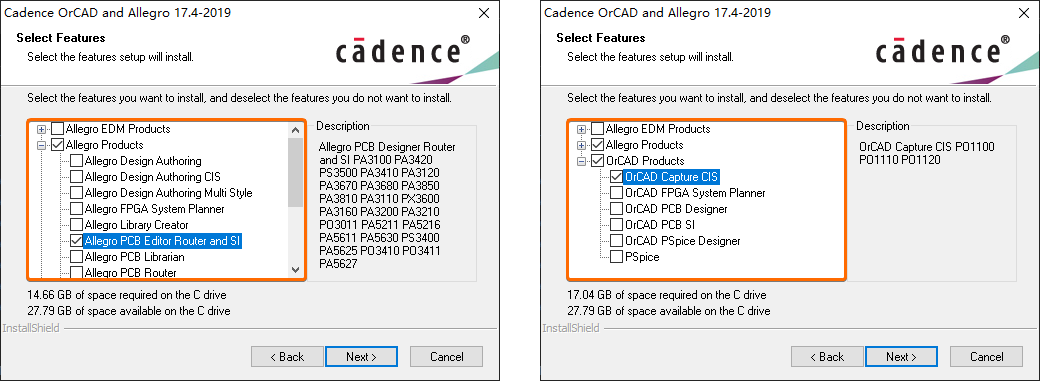 Cadence OrCAD and Allegro 17.4-2019
Select Features
Select the features setup will install.
cādence®
Select the features you want to install, and deselect the features you do not want to install.
Allegro EDM Products
Allegro Products
Allegro Design Authoring
Allegro Design Authoring CIS
Allegro Design Authoring Multi Style
Allegro FPGA System Planner
Allegro Library Creator
Allegro PCB Editor Router and SI
Allegro PCB Librarian
Allegro PCB Router
Description
Allegro PCB Designer Router
and SI PA3100 PA3420
PS3500 PA3410 PA3120
PA3670 PA3680 PA3850
PA3810 PA3110 PX3600
PA3160 PA3200 PA3210
PO3011 PA5211 PA5216
PA5611 PA5630 PS3400
PA5625 PO3410 PO3411
PA5627
14.66 GB of space required on the C drive
27.79 GB of space available on the C drive
InstallShield
< Back
Next >
Cancel
Cadence OrCAD and Allegro 17.4-2019
Select Features
Select the features setup will install.
cādence®
Select the features you want to install, and deselect the features you do not want to install.
Allegro EDM Products
Allegro Products
OrCAD Products
OrCAD Capture CIS
OrCAD FPGA System Planner
OrCAD PCB Designer
OrCAD PCB SI
OrCAD PSpice Designer
PSpice
Description
OrCAD Capture CIS PO1100
PO1110 PO1120
17.04 GB of space required on the C drive
27.79 GB of space available on the C drive
InstallShield
< Back
Next >
Cancel